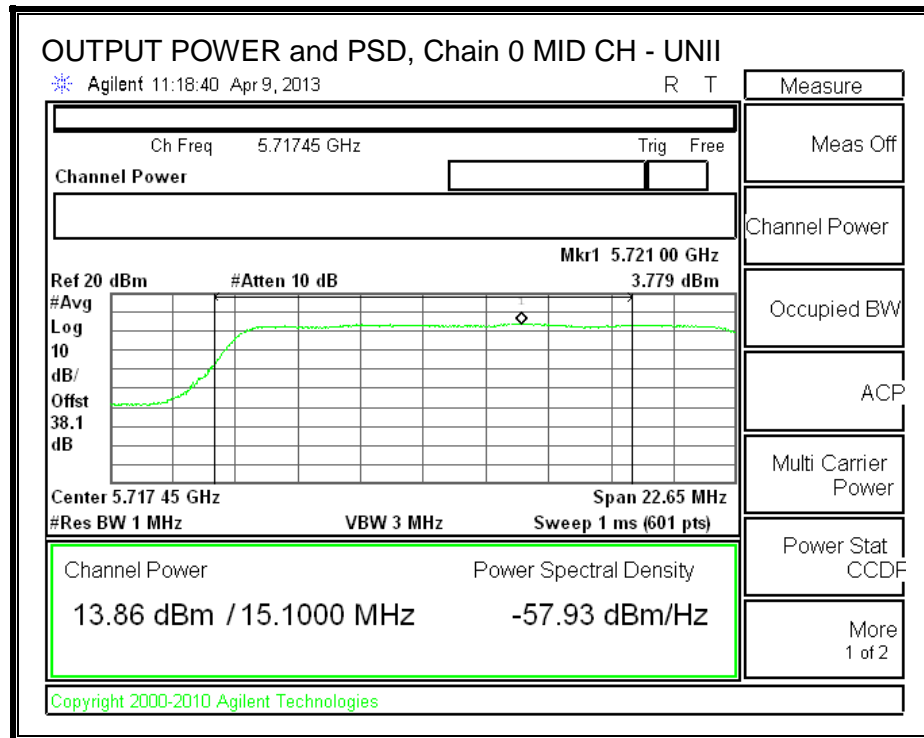 OUTPUT POWER and PSD, Chain 0 MID CH - UNII
Agilent 11:18:40 Apr 9, 2013 R T
Measure
Ch Freq 5.71745 GHz Trig Free
Channel Power
Mkr1 5.721 00 GHz
Ref 20 dBm #Atten 10 dB 3.779 dBm
#Avg
Log
10
dB/
Offst
38.1
dB
1
Center 5.717 45 GHz Span 22.65 MHz
#Res BW 1 MHz VBW 3 MHz Sweep 1 ms (601 pts)
Channel Power Power Spectral Density
13.86 dBm / 15.1000 MHz -57.93 dBm/Hz
Copyright 2000-2010 Agilent Technologies
Meas Off
Channel Power
Occupied BW
ACP
Multi Carrier
Power
Power Stat
CCDF
More
1 of 2